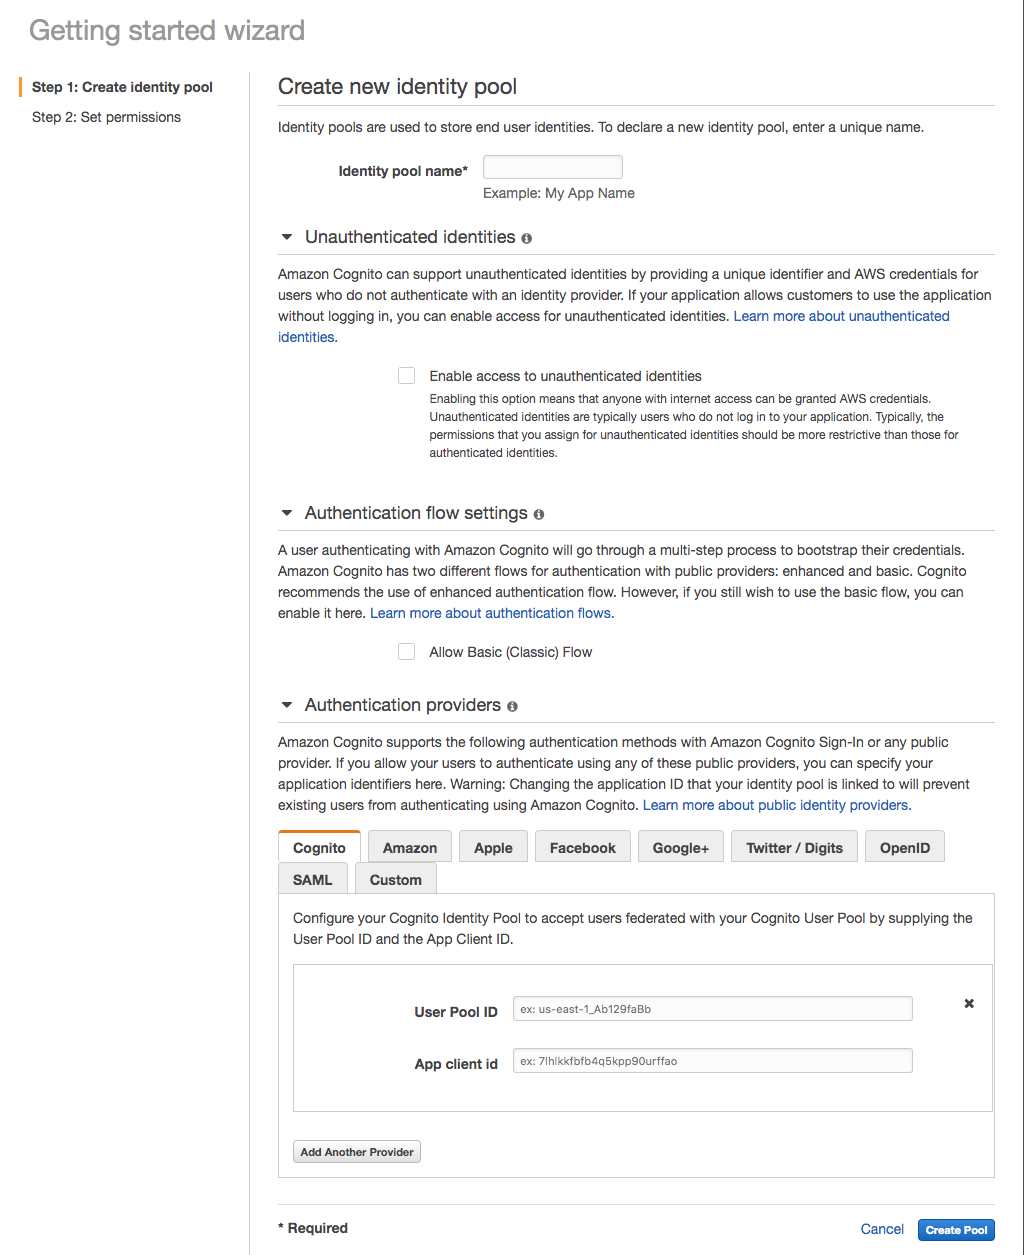 Getting started wizard
Step 1: Create identity pool
Step 2: Set permissions
Create new identity pool
Identity pools are used to store end user identities. To declare a new identity pool, enter a unique name.
Identity pool name*
Example: My App Name
Unauthenticated identities
Amazon Cognito can support unauthenticated identities by providing a unique identifier and AWS credentials for
users who do not authenticate with an identity provider. If your application allows customers to use the application
without logging in, you can enable access for unauthenticated identities. Learn more about unauthenticated
identities.
Enable access to unauthenticated identities
Enabling this option means that anyone with internet access can be granted AWS credentials.
Unauthenticated identities are typically users who do not log in to your application. Typically, the
permissions that you assign for unauthenticated identities should be more restrictive than those for
authenticated identities.
Authentication flow settings
A user authenticating with Amazon Cognito will go through a multi-step process to bootstrap their credentials.
Amazon Cognito has two different flows for authentication with public providers: enhanced and basic. Cognito
recommends the use of enhanced authentication flow. However, if you still wish to use the basic flow, you can
enable it here. Learn more about authentication flows.
Allow Basic (Classic) Flow
Authentication providers
Amazon Cognito supports the following authentication methods with Amazon Cognito Sign-In or any public
provider. If you allow your users to authenticate using any of these public providers, you can specify your
application identifiers here. Warning: Changing the application ID that your identity pool is linked to will prevent
existing users from authenticating using Amazon Cognito. Learn more about public identity providers.
Cognito Amazon Apple Facebook Google+ Twitter / Digits OpenID
SAML Custom
Configure your Cognito Identity Pool to accept users federated with your Cognito User Pool by supplying the
User Pool ID and the App Client ID.
User Pool ID ex: us-east-1_Ab129faBb
App client id ex: 7lhlkkfbfb4q5kpp90urffao
Add Another Provider
* Required
Cancel Create Pool